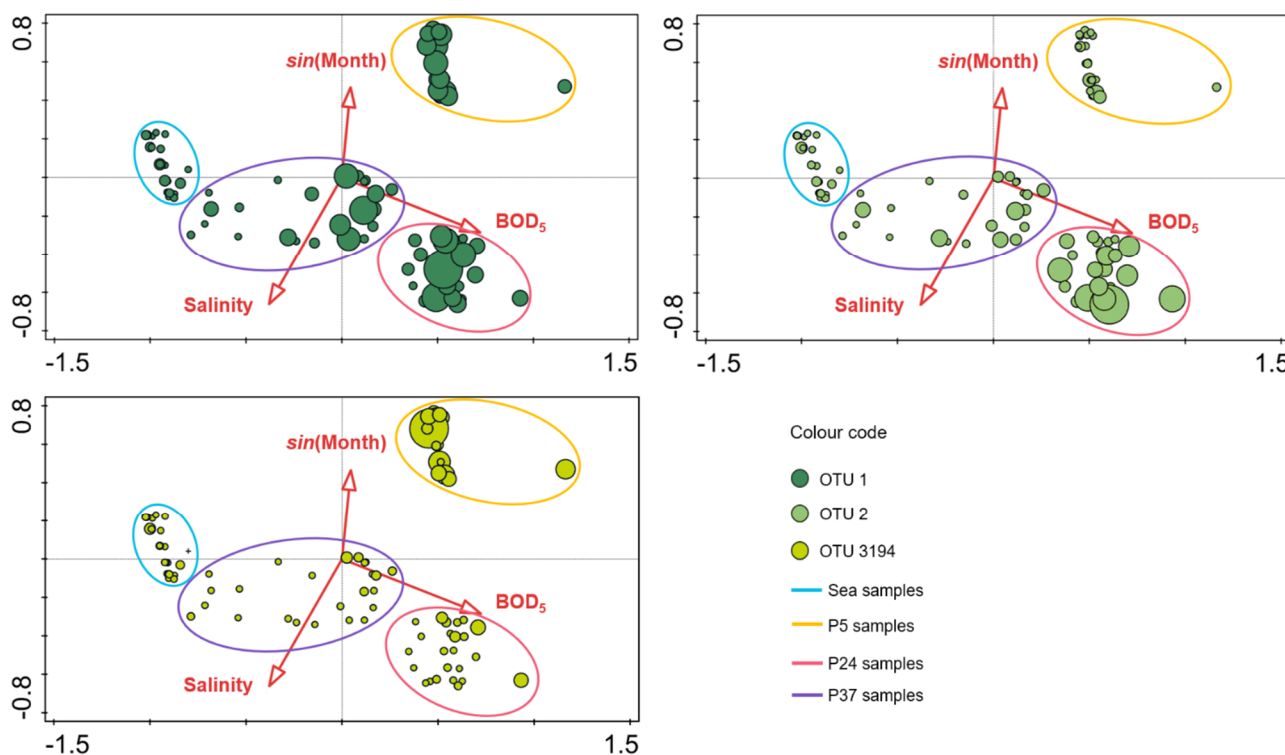 0.8
sin(Month)
BOD5
Salinity
-0.8
-1.5
1.5
0.8
sin(Month)
BOD5
Salinity
-0.8
-1.5
1.5
0.8
sin(Month)
BOD5
Salinity
-0.8
-1.5
1.5
Colour code
OTU 1
OTU 2
OTU 3194
Sea samples
P5 samples
P24 samples
P37 samples